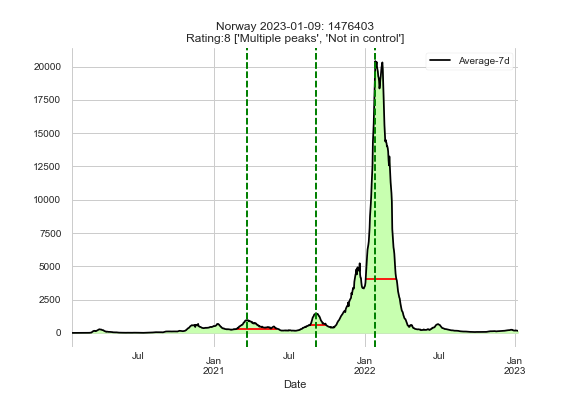 Norway 2023-01-09: 1476403
Rating:8 ['Multiple peaks', 'Not in control']
Average-7d
20000
17500
15000
12500
10000
7500
5000
2500
0
Jul
Jan
2021
Jul
Jan
2022
Jul
Jan
2023
Date